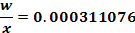 w/x = 0.000311076